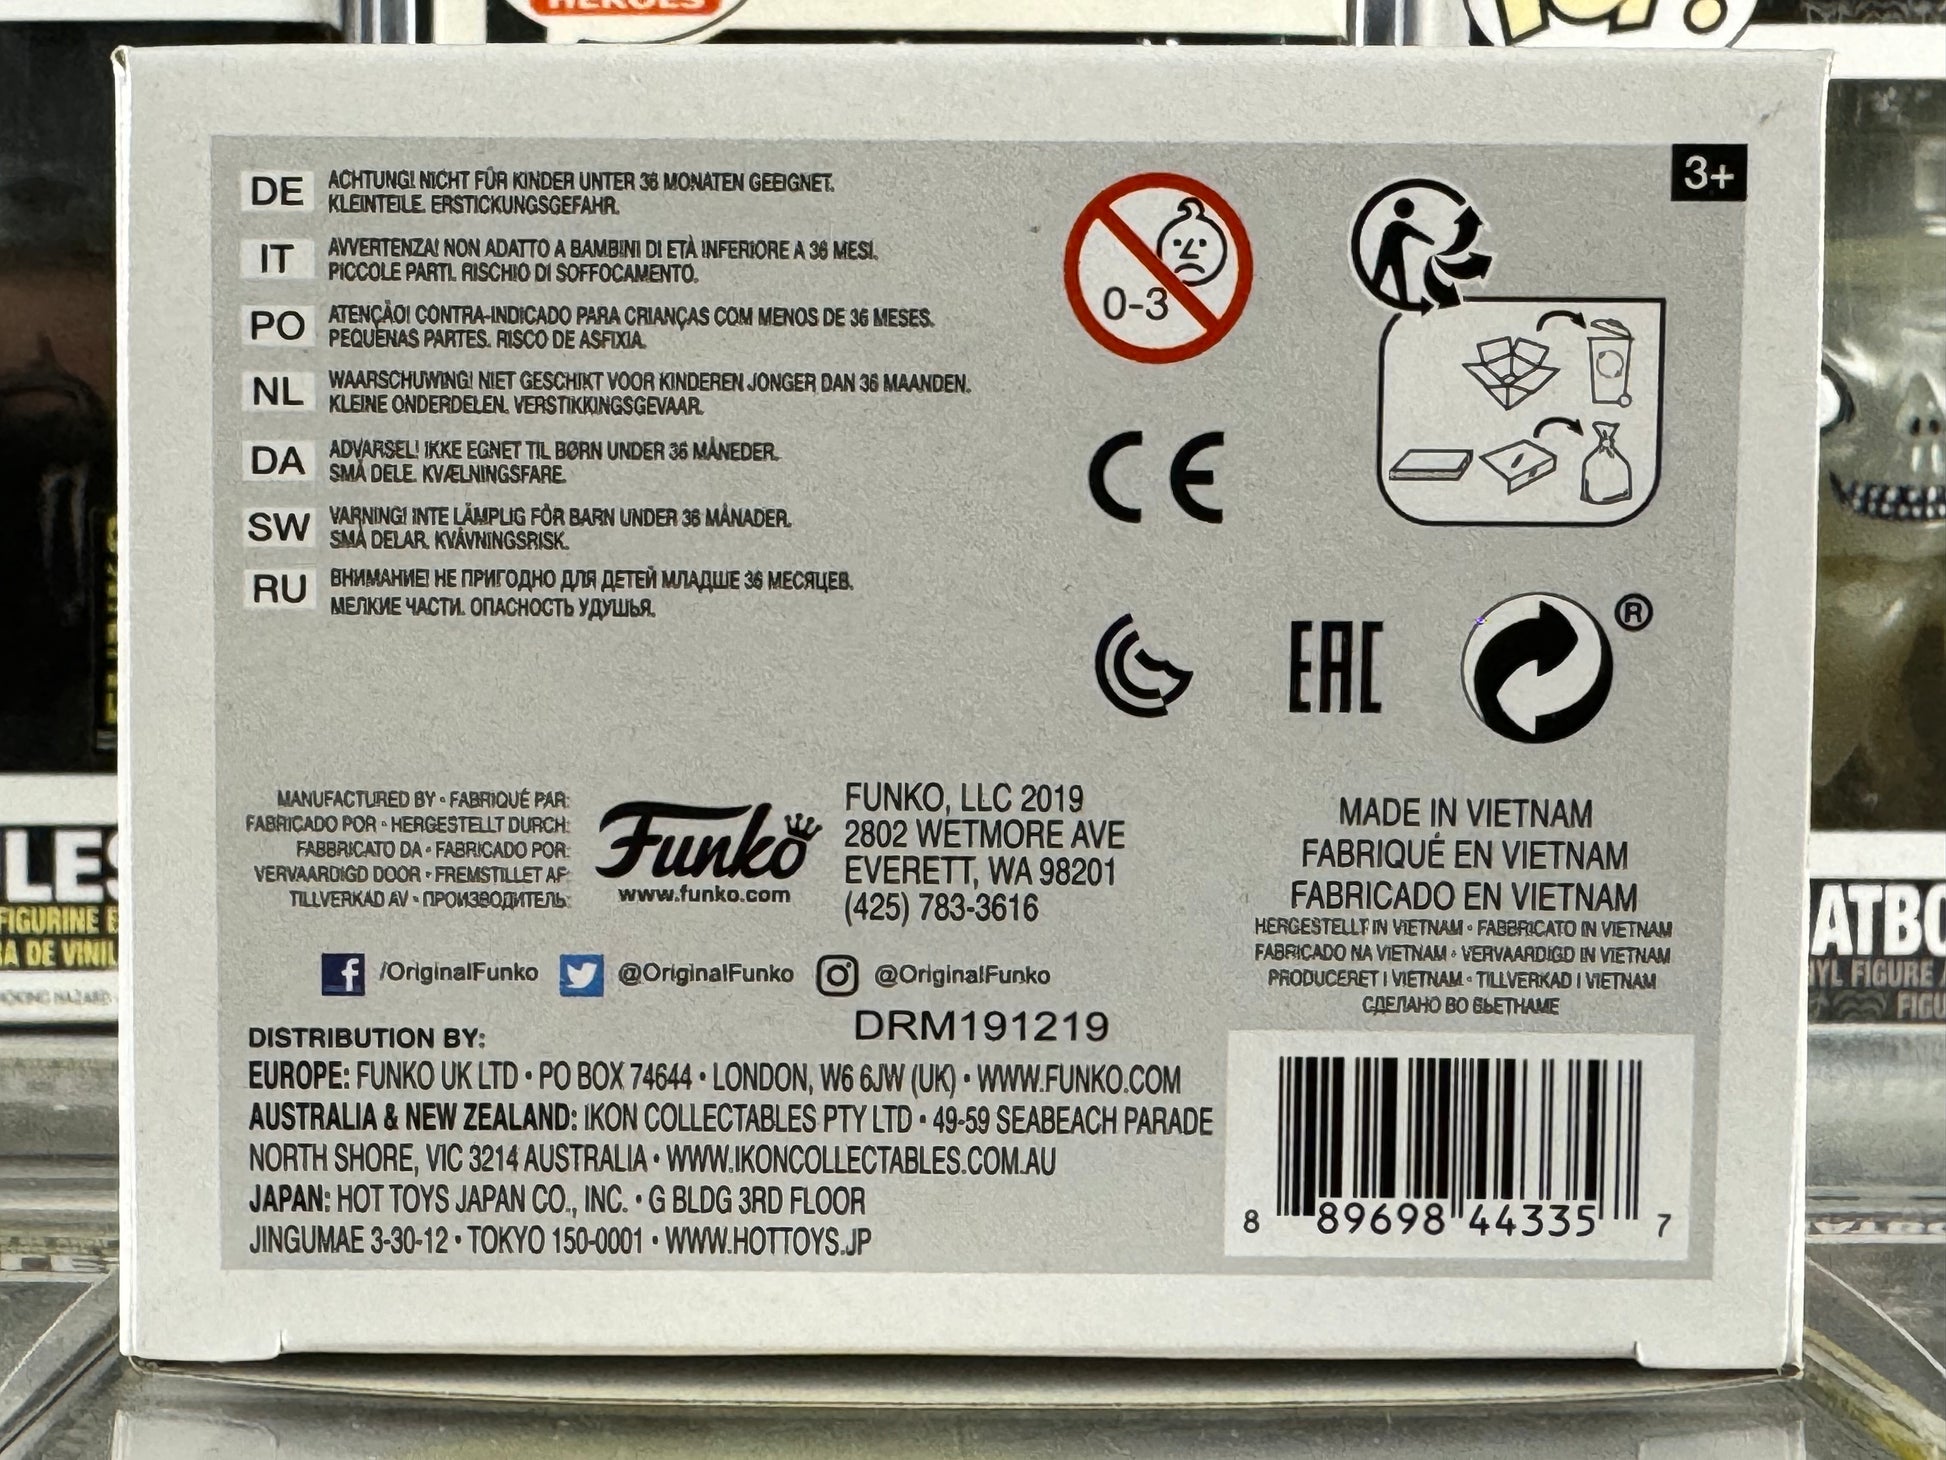 HEROES
POP!
3+
DE ACHTUNG! NICHT FÜR KINDER UNTER 36 MONATEN GEEIGNET.
KLEINTEILE. ERSTICKUNGSGEFAHR.
IT AVVERTENZA! NON ADATTO A BAMBINI DI ETÀ INFERIORE A 36 MESI.
PICCOLE PARTI. RISCHIO DI SOFFOCAMENTO.
PO ATENÇÃO! CONTRA-INDICADO PARA CRIANÇAS COM MENOS DE 36 MESES.
PEQUENAS PARTES. RISCO DE ASFIXIA.
NL WAARSCHUWING! NIET GESCHIKT VOOR KINDEREN JONGER DAN 36 MAANDEN.
KLEINE ONDERDELEN. VERSTIKKINGSGEVAAR.
DA ADVARSEL! IKKE EGNET TIL BØRN UNDER 36 MÅNEDER.
SMÅ DELE. KVÆLNINGSFARE.
SW VARNING! INTE LÄMPLIG FÖR BARN UNDER 36 MÅNADER.
SMÅ DELAR. KVÄVNINGSRISK.
RU ВНИМАНИЕ! НЕ ПРИГОДНО ДЛЯ ДЕТЕЙ МЛАДШЕ 36 МЕСЯЦЕВ.
МЕЛКИЕ ЧАСТИ. ОПАСНОСТЬ УДУШЬЯ.
0-3
CE
EAC
®
MANUFACTURED BY • FABRIQUÉ PAR:
FABRICADO POR • HERGESTELLT DURCH:
FABBRICATO DA • FABRICADO POR:
VERVAARDIGD DOOR • FREMSTILLET AF:
TILLVERKAD AV • ПРОИЗВОДИТЕЛЬ:
Funko
www.funko.com
FUNKO, LLC 2019
2802 WETMORE AVE
EVERETT, WA 98201
(425) 783-3616
MADE IN VIETNAM
FABRIQUÉ EN VIETNAM
FABRICADO EN VIETNAM
HERGESTELLT IN VIETNAM • FABBRICATO IN VIETNAM
FABRICADO NA VIETNAM • VERVAARDIGD IN VIETNAM
PRODUCERET I VIETNAM • TILLVERKAD I VIETNAM
СДЕЛАНО ВО ВЬЕТНАМЕ
/OriginalFunko @OriginalFunko @OriginalFunko
DRM191219
DISTRIBUTION BY:
EUROPE: FUNKO UK LTD • PO BOX 74644 • LONDON, W6 6JW (UK) • WWW.FUNKO.COM
AUSTRALIA & NEW ZEALAND: IKON COLLECTABLES PTY LTD • 49-59 SEABEACH PARADE
NORTH SHORE, VIC 3214 AUSTRALIA • WWW.IKONCOLLECTABLES.COM.AU
JAPAN: HOT TOYS JAPAN CO., INC. • G BLDG 3RD FLOOR
JINGUMAE 3-30-12 • TOKYO 150-0001 • WWW.HOTTOYS.JP
8 89698 44335 7
LES
FIGURINE E
RA DE VINIL
ATBO
NYL FIGURE
FIGU